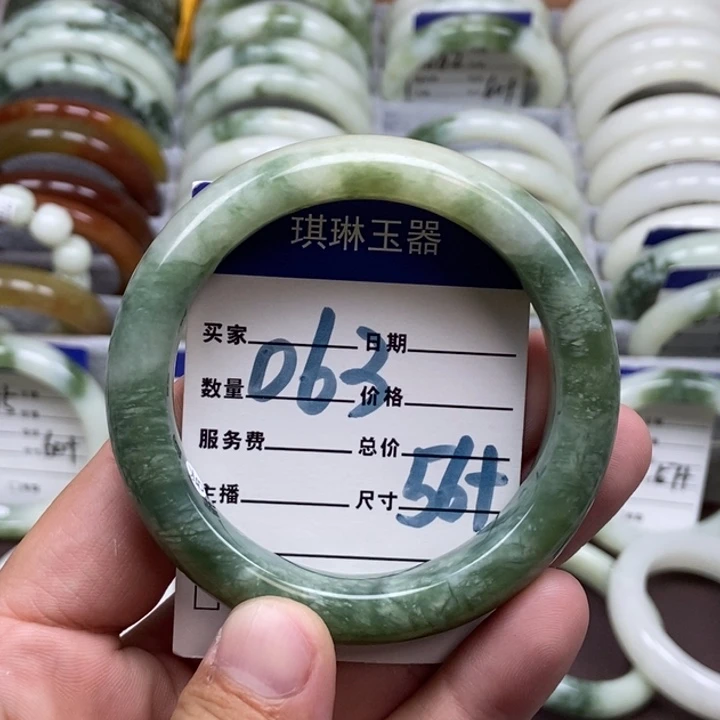 琪琳玉器
买家 日期
063
数量 价格
服务费 总价
主播 尺寸 56+